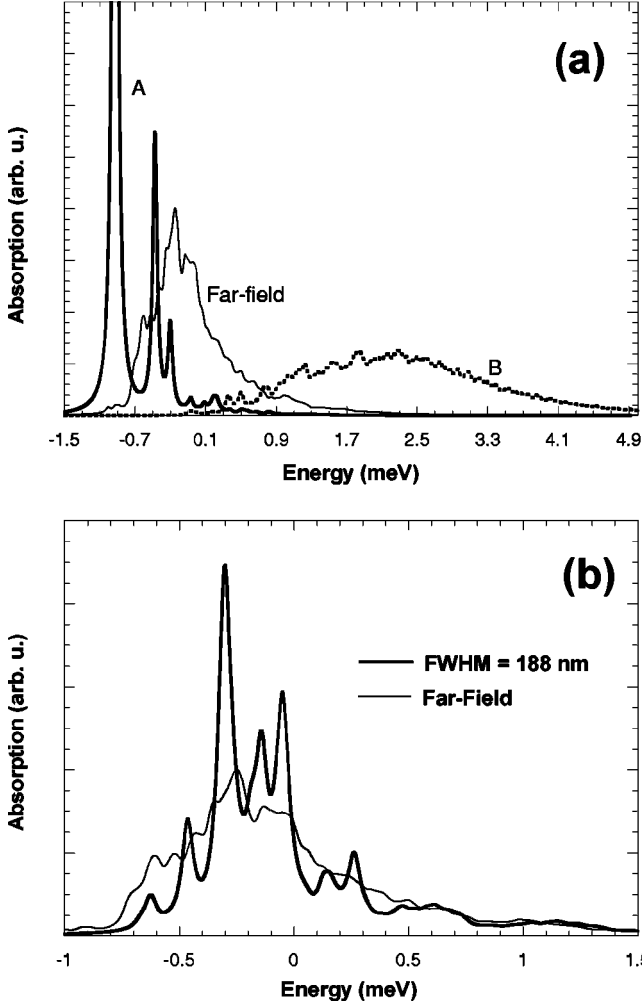 (a)
A
Far-field
B
Absorption (arb. u.)
-1.5 -0.7 0.1 0.9 1.7 2.5 3.3 4.1 4.9
Energy (meV)
(b)
FWHM = 188 nm
Far-Field
Absorption (arb. u.)
-1 -0.5 0 0.5 1 1.5
Energy (meV)